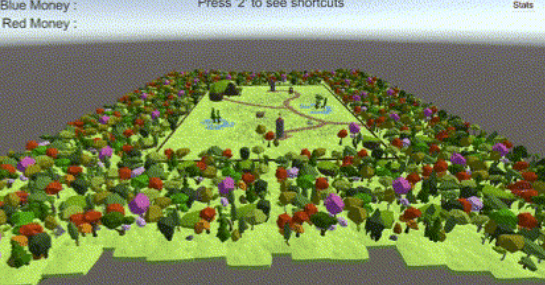 Blue Money :
Press '2' to see shortcuts
Stats
Red Money :